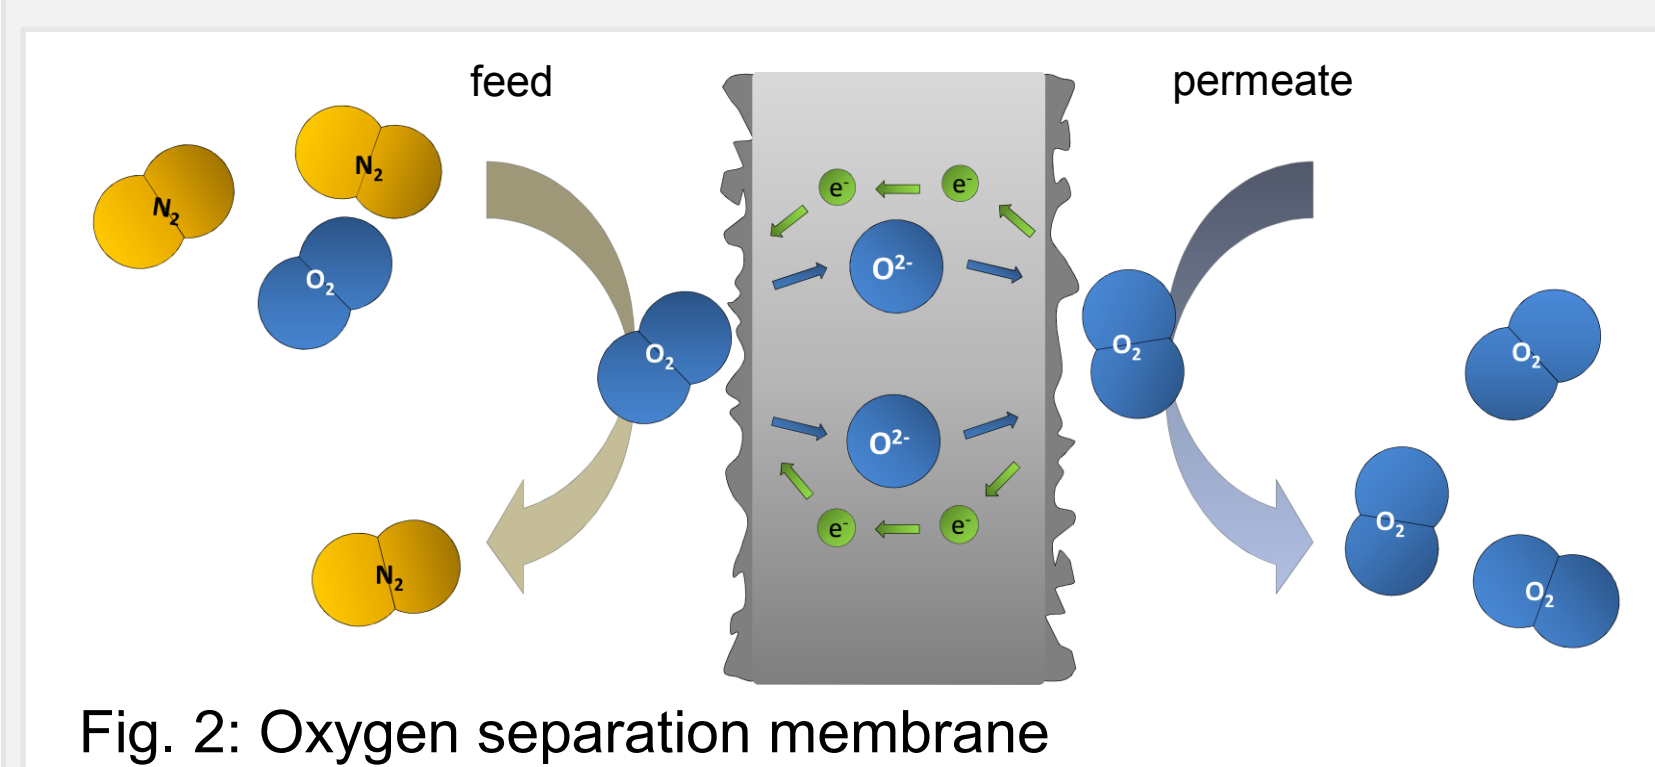 feed
permeate
N₂
N₂
O₂
O₂
N₂
e⁻
e⁻
O²⁻
O²⁻
e⁻
e⁻
O₂
O₂
O₂
O₂
Fig. 2: Oxygen separation membrane